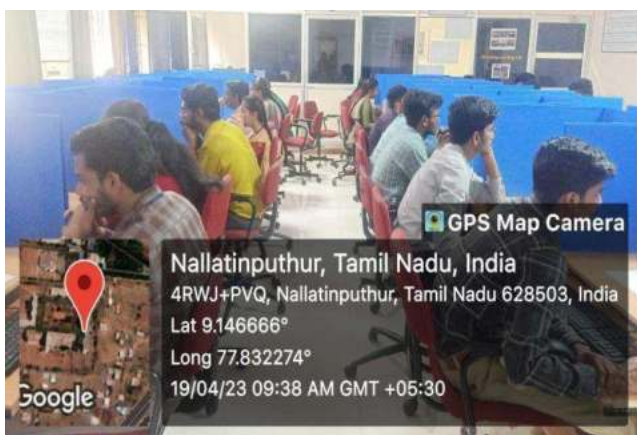 GPS Map Camera
Nallatinputhur, Tamil Nadu, India
4RWJ+PVQ, Nallatinputhur, Tamil Nadu 628503, India
Lat 9.146666°
Long 77.832274°
19/04/23 09:38 AM GMT +05:30
Google